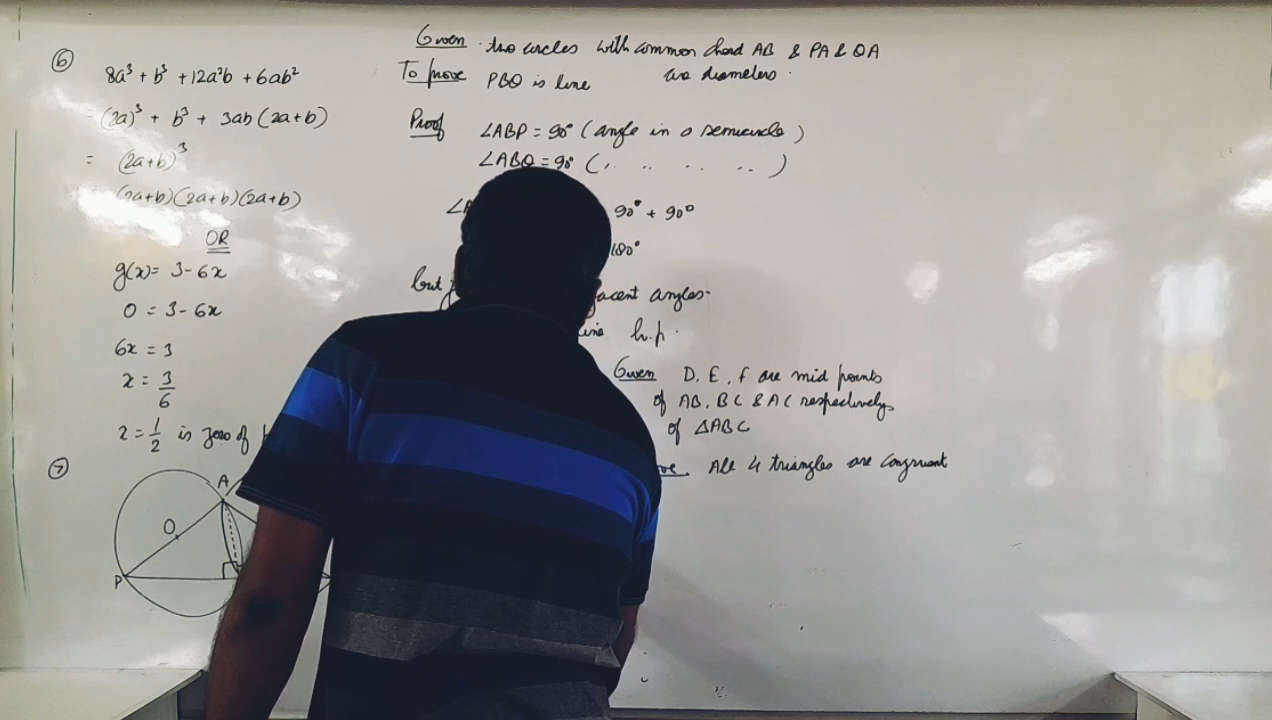 6
8a³ + b³ + 12a²b + 6ab²
(2a)³ + b³ + 3ab(2a+b)
= (2a+b)³
(2a+b)(2a+b)(2a+b)
OR
g(x) = 3-6x
0 = 3-6x
6x = 3
x = 3/6
x = 1/2 is zero of
7
A
O
P
Given two circles with common chord AB & PA & QA
are diameters.
To prove PBQ is line
Proof ∠ABP = 90° (angle in a semicircle)
∠ABQ = 90° (.. .. .. ..)
90° + 90°
180°
but
angles.
h.p.
Given D, E, F are mid points
of AB, BC & AC respectively
of △ABC
All 4 triangles are congruent